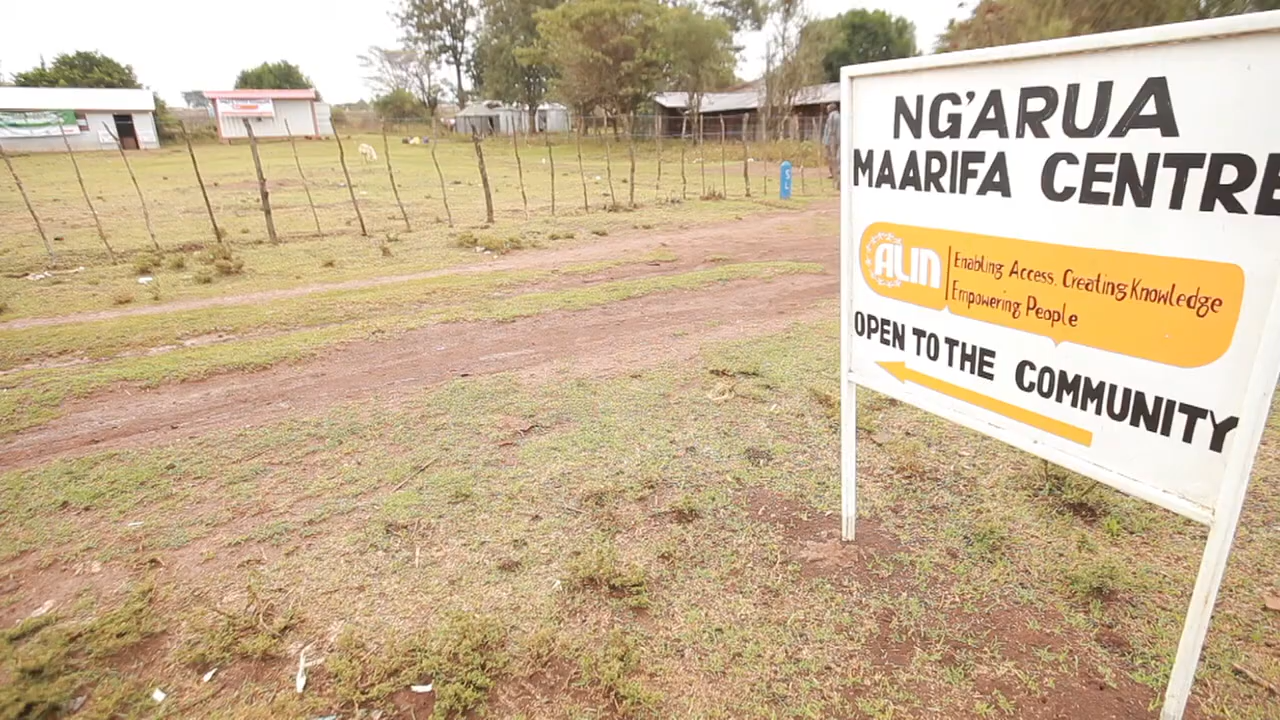 NG'ARUA
MAARIFA CENTRE
ALIN
Enabling Access. Creating Knowledge
Empowering People
OPEN TO THE COMMUNITY
S
L